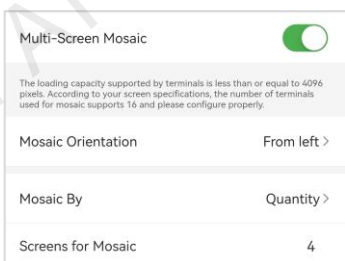 Multi-Screen Mosaic
The loading capacity supported by terminals is less than or equal to 4096
pixels. According to your screen specifications, the number of terminals
used for mosaic supports 16 and please configure properly.
Mosaic Orientation From left >
Mosaic By Quantity >
Screens for Mosaic 4